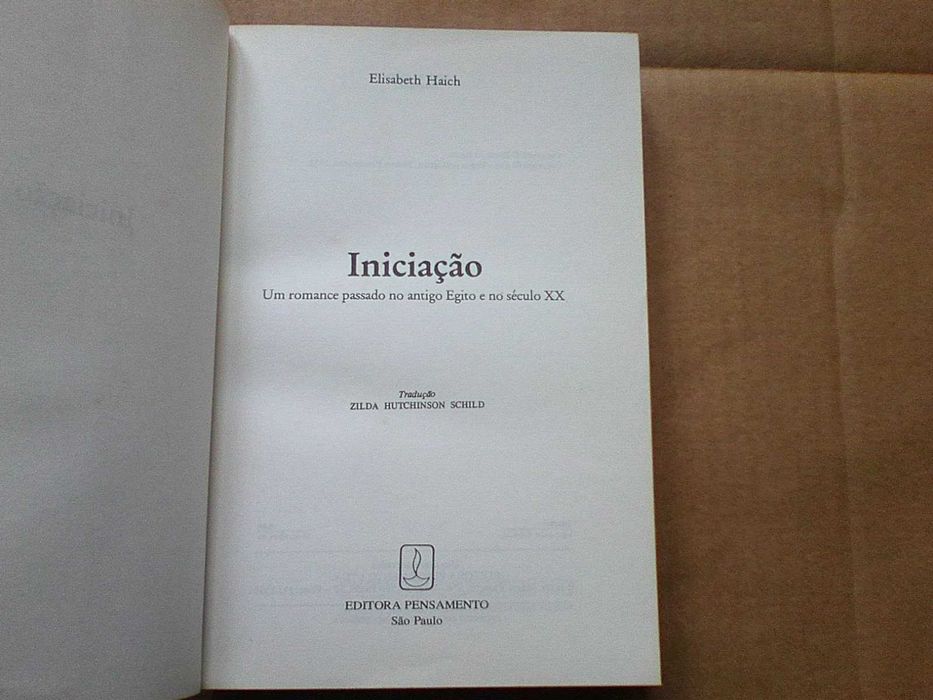 Elisabeth Haich
Iniciação
Um romance passado no antigo Egito e no século XX
Tradução
ZILDA HUTCHINSON SCHILD
EDITORA PENSAMENTO
São Paulo